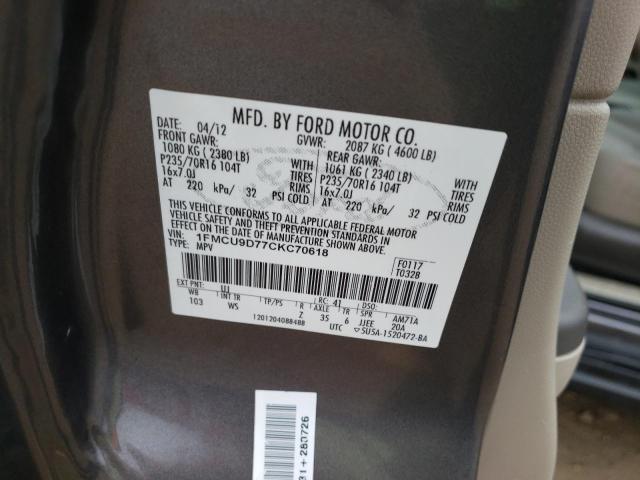 MFD. BY FORD MOTOR CO.
DATE: 04/12 GVWR: 2087 KG ( 4600 LB)
FRONT GAWR: REAR GAWR:
1080 KG ( 2380 LB) WITH 1061 KG ( 2340 LB) WITH
P235/70R16 104T TIRES P235/70R16 104T TIRES
16x7.0J RIMS 16x7.0J RIMS
AT 220 kPa/ 32 PSI COLD AT 220 kPa/ 32 PSI COLD
THIS VEHICLE CONFORMS TO ALL APPLICABLE FEDERAL MOTOR
VEHICLE SAFETY AND THEFT PREVENTION STANDARDS IN
EFFECT ON THE DATE OF MANUFACTURE SHOWN ABOVE.
VIN: 1FMCU9D77CKC70618
TYPE: MPV
F0117
T0328
EXT PNT: UJ RC: 41 DSO:
WB INT TR TP/PS R AXLE TR SPR AM71A
103 WS Z 35 6 JJEE 20A
1201204088488 UTC 5U5A-1520472-BA
31+280726